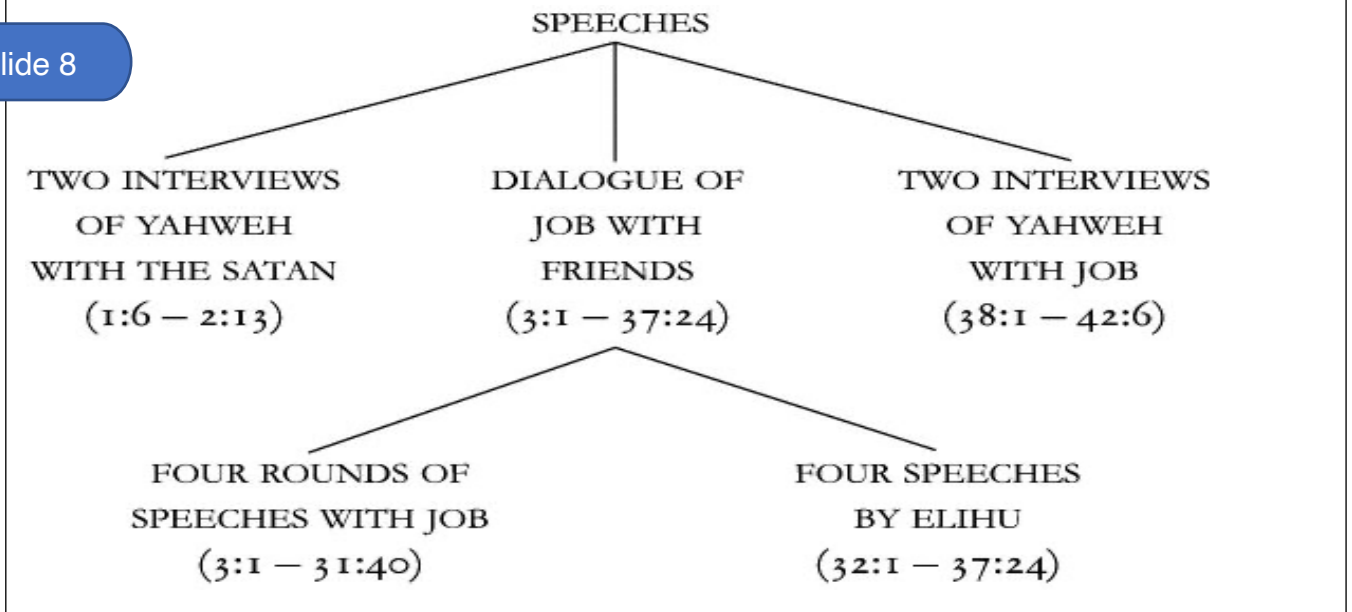 SPEECHES
lide 8
TWO INTERVIEWS
OF YAHWEH
WITH THE SATAN
(1:6 – 2:13)
DIALOGUE OF
JOB WITH
FRIENDS
(3:1 – 37:24)
TWO INTERVIEWS
OF YAHWEH
WITH JOB
(38:1 – 42:6)
FOUR ROUNDS OF
SPEECHES WITH JOB
(3:1 – 31:40)
FOUR SPEECHES
BY ELIHU
(32:1 – 37:24)